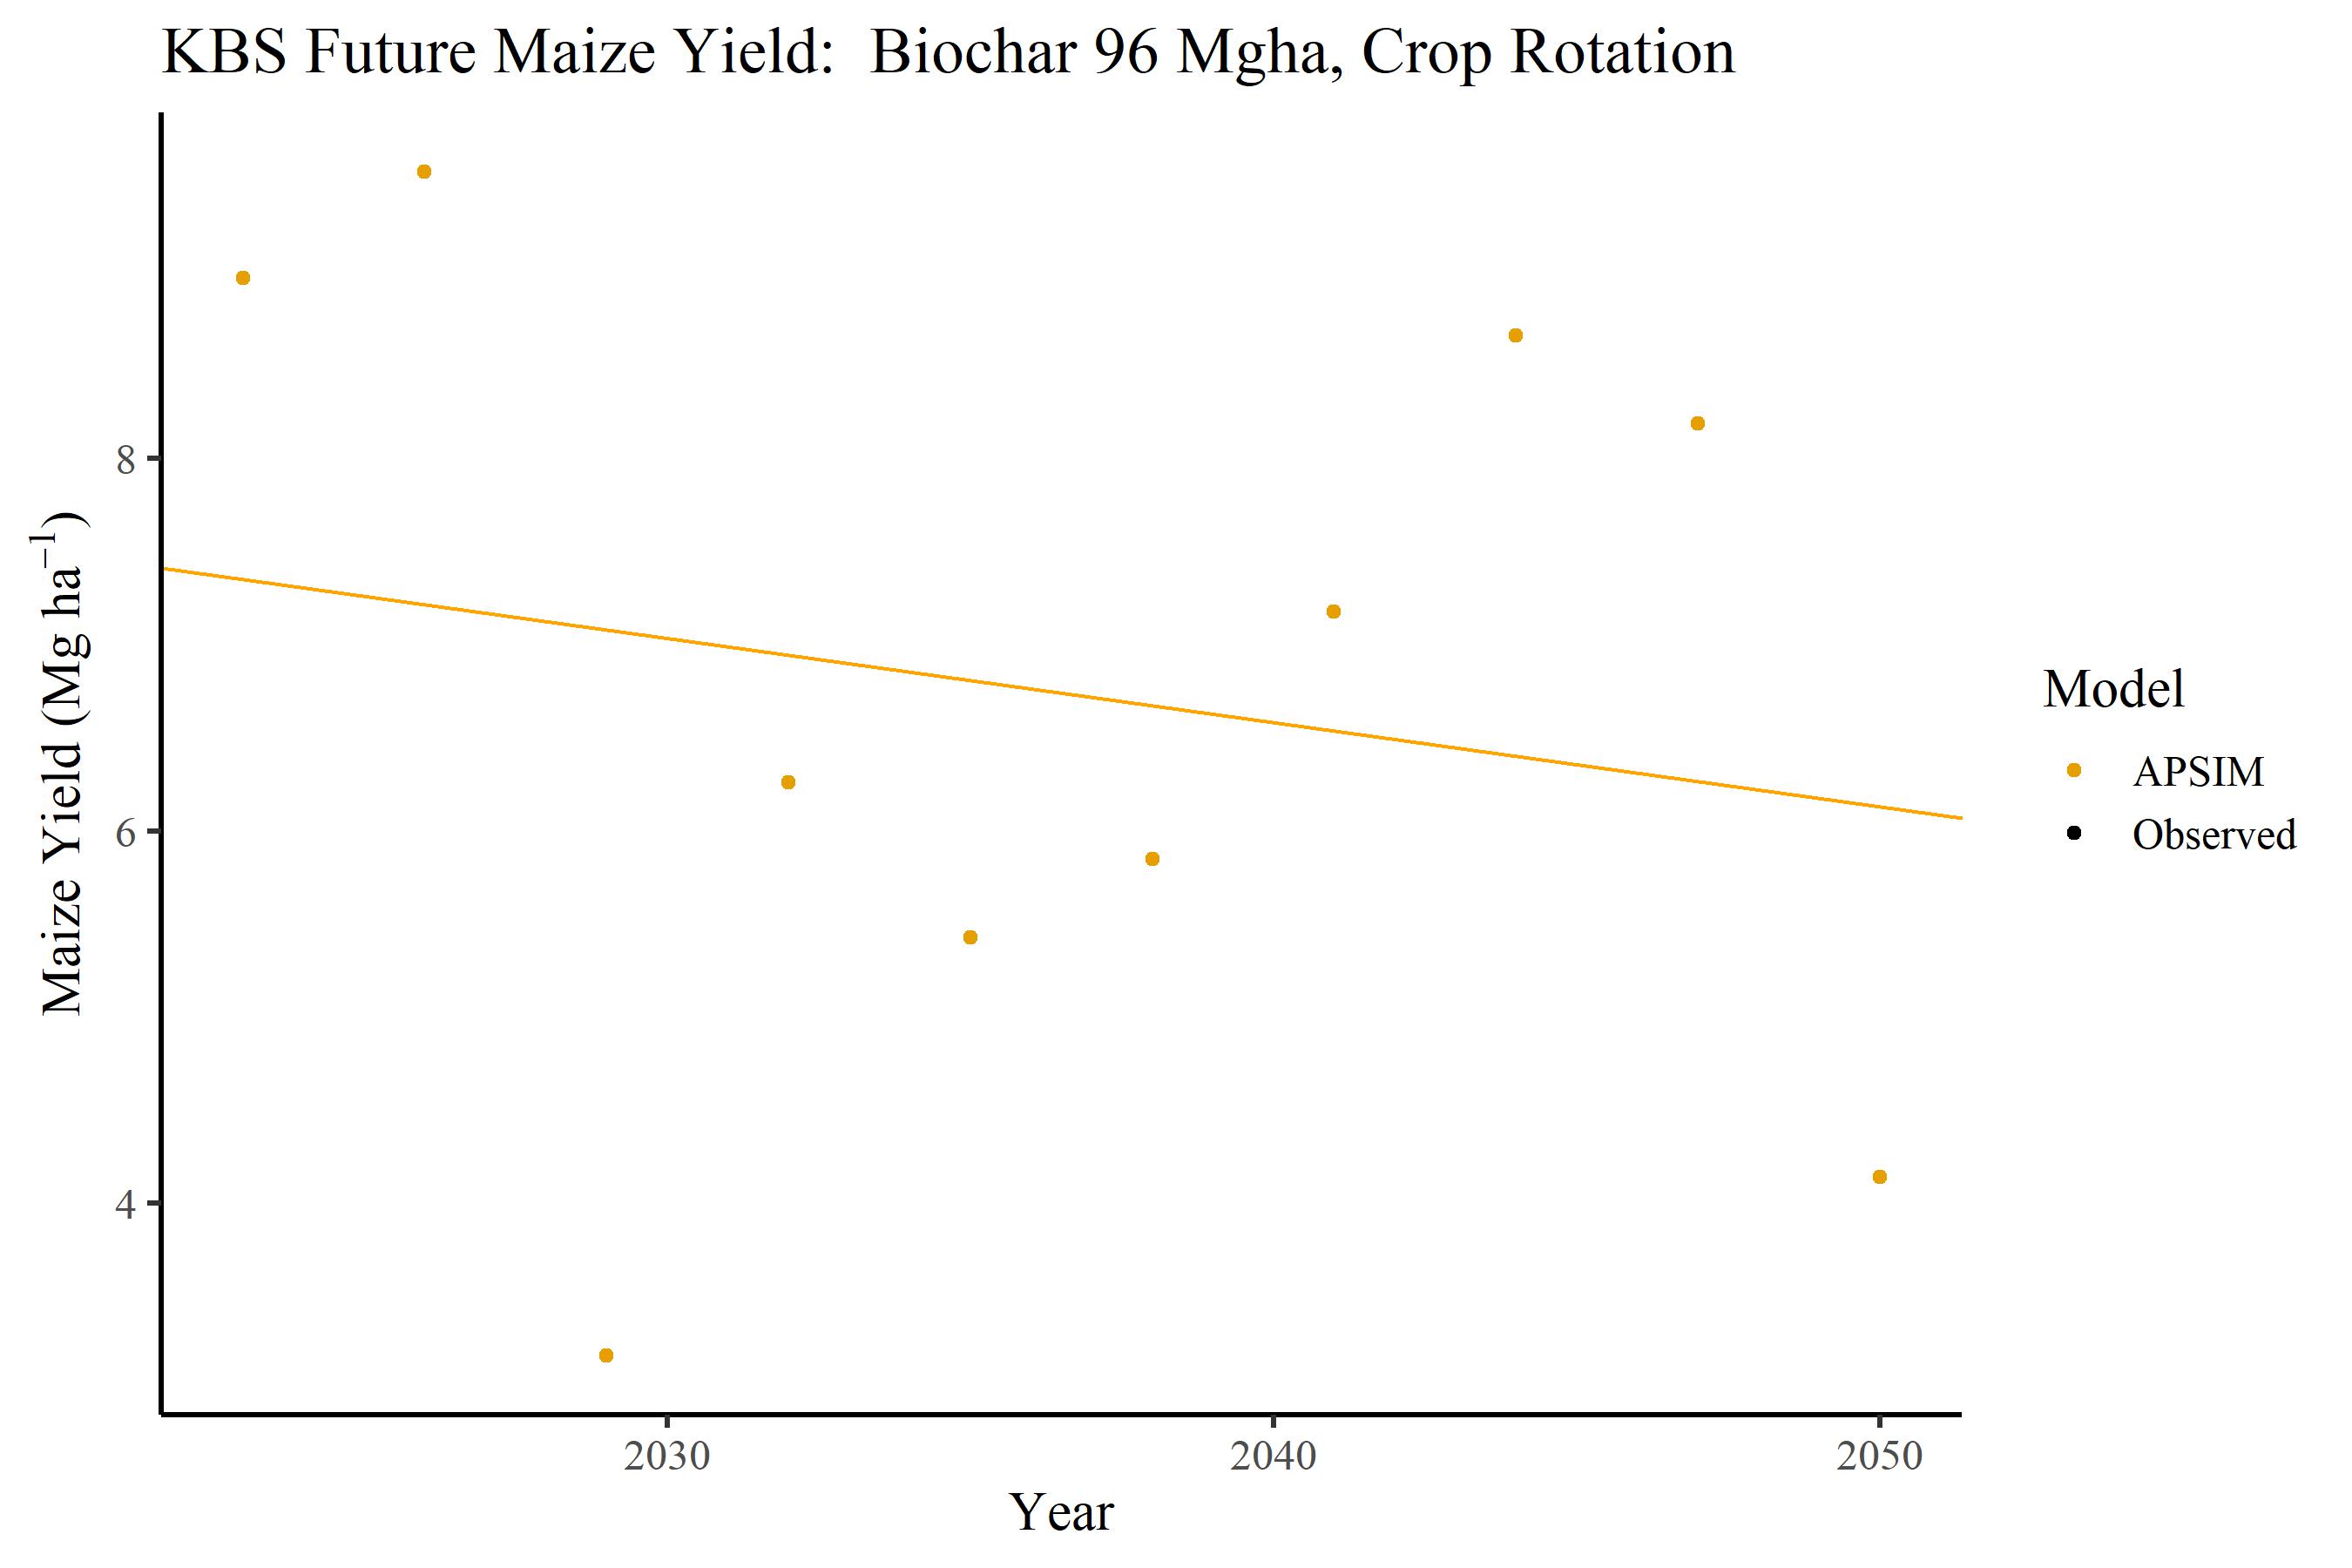 KBS Future Maize Yield:  Biochar 96 Mgha, Crop Rotation
Maize Yield (Mg ha⁻¹)
8
6
4
2030 2040 2050
Year
Model
APSIM
Observed